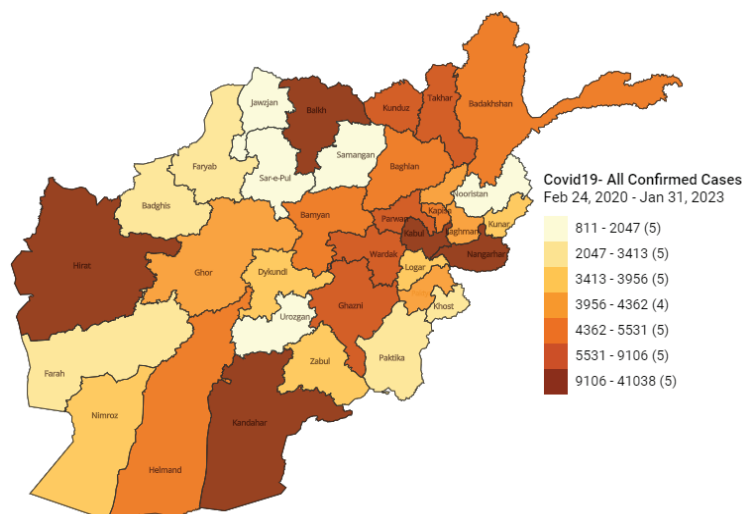 Jawzjan
Balkh
Kunduz
Takhar
Badakhshan
Faryab
Sar-e-Pul
Samangan
Baghlan
Nooristan
Badghis
Bamyan
Parwan
Kapisa
Kunar
Laghman
Kabul
Nangarhar
Hirat
Ghor
Dykundi
Wardak
Logar
Ghazni
Khost
Urozgan
Zabul
Paktika
Farah
Nimroz
Helmand
Kandahar
Covid19- All Confirmed Cases
Feb 24, 2020 - Jan 31, 2023
811 - 2047 (5)
2047 - 3413 (5)
3413 - 3956 (5)
3956 - 4362 (4)
4362 - 5531 (5)
5531 - 9106 (5)
9106 - 41038 (5)